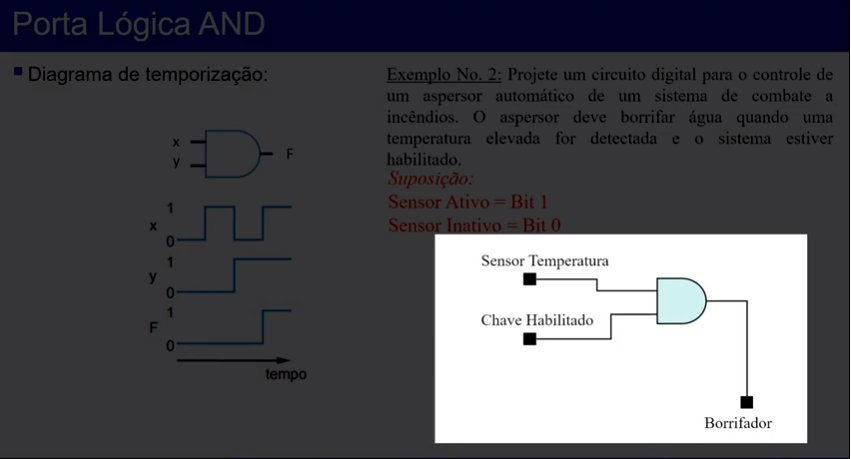 Porta Lógica AND
Diagrama de temporização:
x
y
F
1
x
0
1
y
0
1
F
0
tempo
Exemplo No. 2: Projete um circuito digital para o controle de
um aspersor automático de um sistema de combate a
incêndios. O aspersor deve borrifar água quando uma
temperatura elevada for detectada e o sistema estiver
habilitado.
Suposição:
Sensor Ativo = Bit 1
Sensor Inativo = Bit 0
Sensor Temperatura
Chave Habilitado
Borrifador